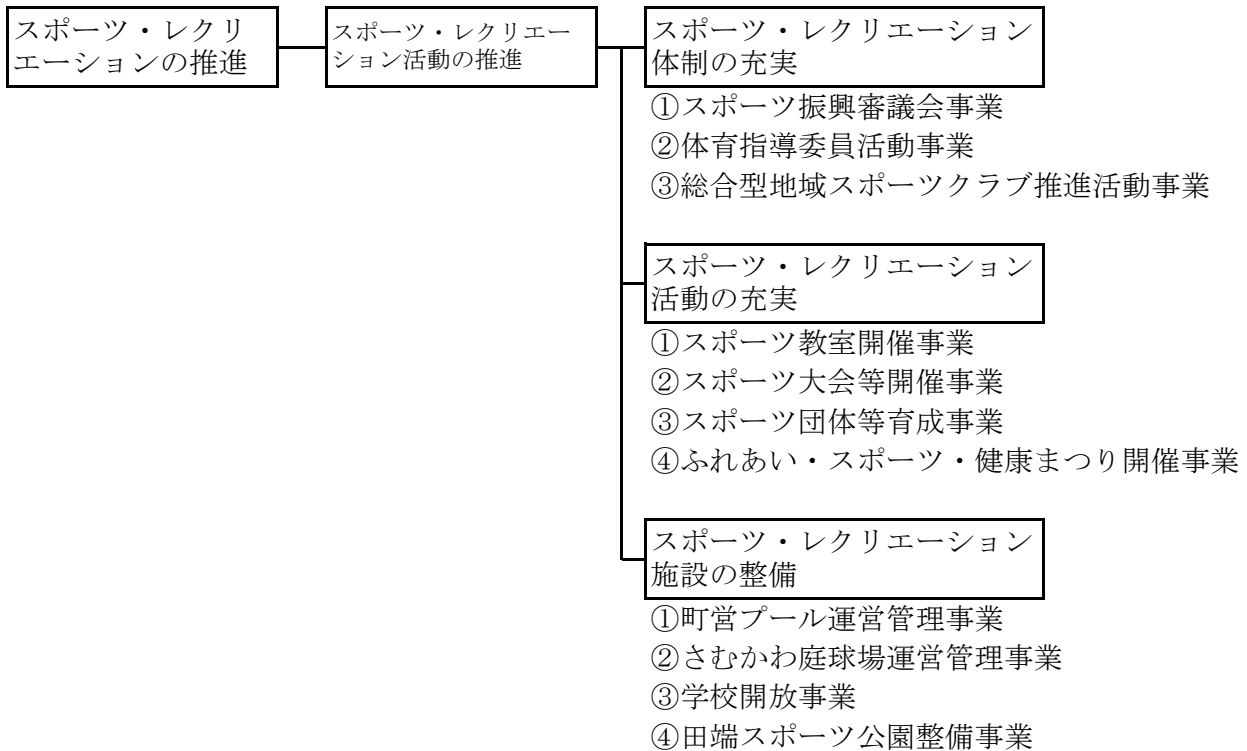 スポーツ・レクリ
エーションの推進
スポーツ・レクリエー
ション活動の推進
スポーツ・レクリエーション
体制の充実
①スポーツ振興審議会事業
②体育指導委員活動事業
③総合型地域スポーツクラブ推進活動事業
スポーツ・レクリエーション
活動の充実
①スポーツ教室開催事業
②スポーツ大会等開催事業
③スポーツ団体等育成事業
④ふれあい・スポーツ・健康まつり開催事業
スポーツ・レクリエーション
施設の整備
①町営プール運営管理事業
②さむかわ庭球場運営管理事業
③学校開放事業
④田端スポーツ公園整備事業